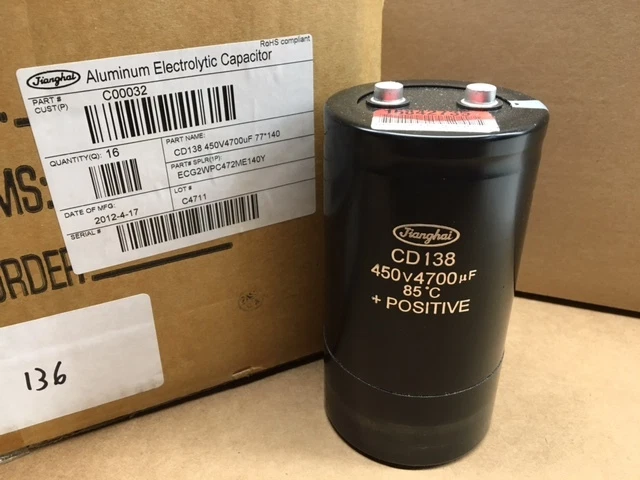 RoHS compliant
Jianghai
Aluminum Electrolytic Capacitor
PART #
CUST(P)
C00032
QUANTITY(Q): 16
PART NAME:
CD138 450V4700uF 77*140
PART# SPLR(1P):
ECG2WPC472ME140Y
DATE OF MFG:
2012-4-17
LOT #
C4711
SERIAL #
MS:
ORDER
136
Jianghai
CD138
450V4700µF
85°C
+ POSITIVE